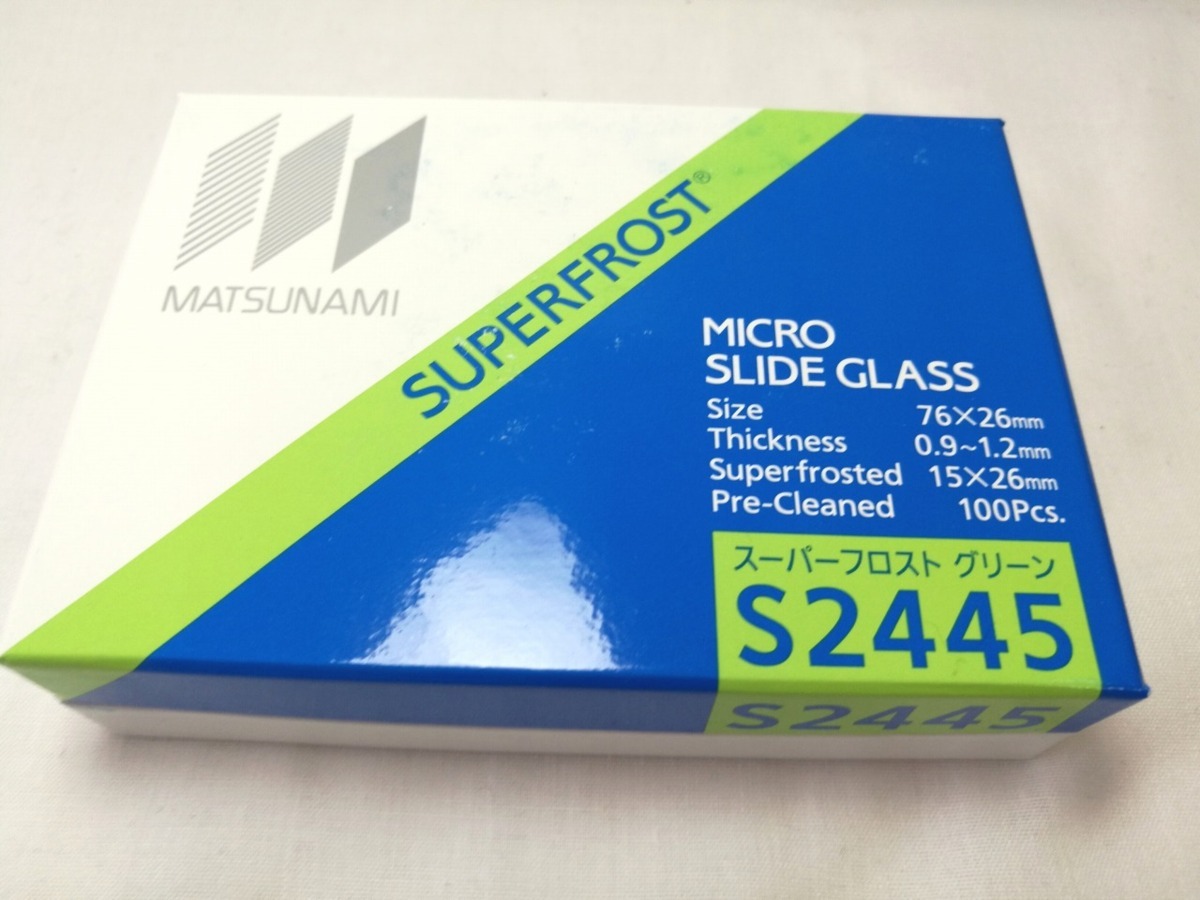 MATSUNAMI
SUPERFROST®
MICRO
SLIDE GLASS
Size 76×26mm
Thickness 0.9~1.2mm
Superfrosted 15×26mm
Pre-Cleaned 100Pcs.
スーパーフロスト グリーン
S2445
S2445